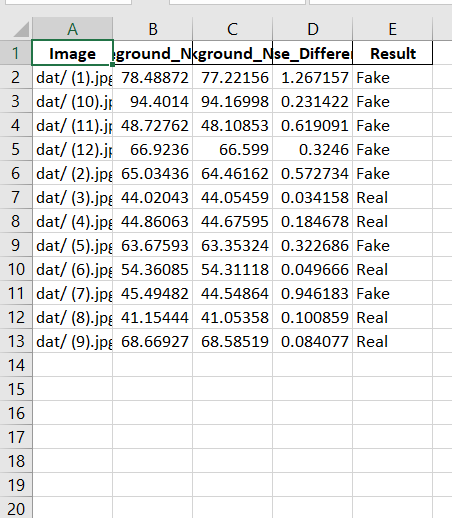 A B C D E
1 Image eground_N kground_N se_Differen Result
2 dat/ (1).jpg 78.48872 77.22156 1.267157 Fake
3 dat/ (10).jp 94.4014 94.16998 0.231422 Fake
4 dat/ (11).jp 48.72762 48.10853 0.619091 Fake
5 dat/ (12).jp 66.9236 66.599 0.3246 Fake
6 dat/ (2).jpg 65.03436 64.46162 0.572734 Fake
7 dat/ (3).jpg 44.02043 44.05459 0.034158 Real
8 dat/ (4).jpg 44.86063 44.67595 0.184678 Real
9 dat/ (5).jpg 63.67593 63.35324 0.322686 Fake
10 dat/ (6).jpg 54.36085 54.31118 0.049666 Real
11 dat/ (7).jpg 45.49482 44.54864 0.946183 Fake
12 dat/ (8).jpg 41.15444 41.05358 0.100859 Real
13 dat/ (9).jpg 68.66927 68.58519 0.084077 Real
14
15
16
17
18
19
20